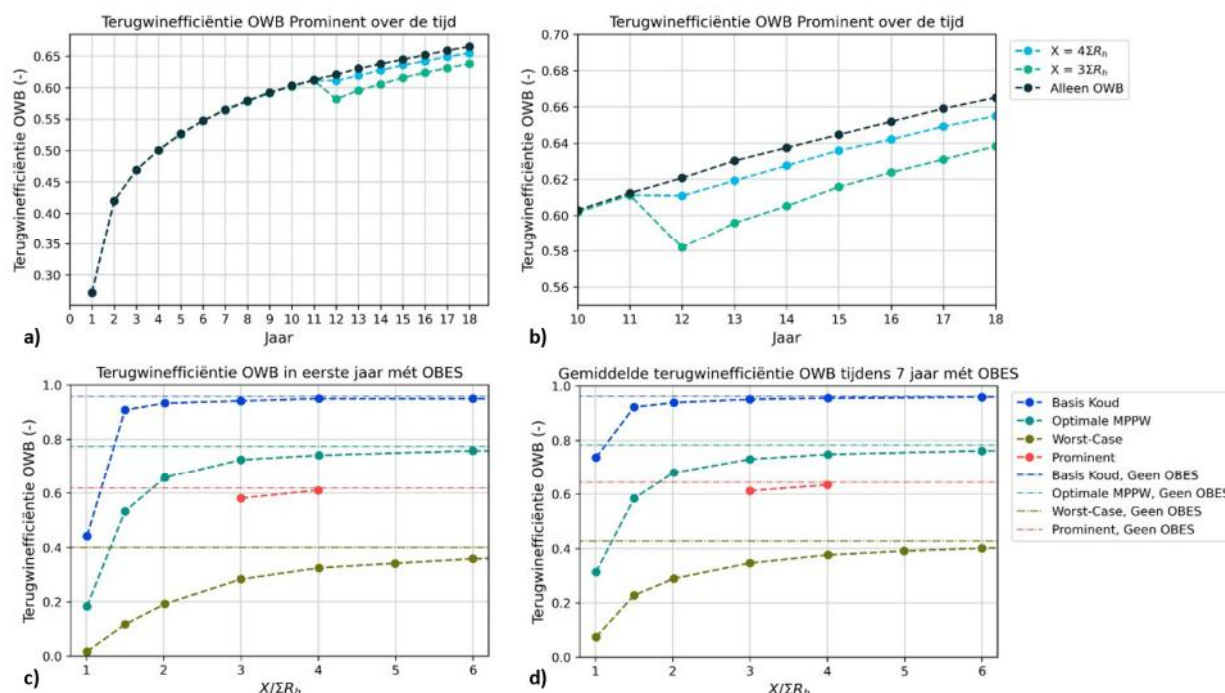 Terugwinefficiëntie OWB Prominent over de tijd
Terugwinefficiëntie OWB (-)
0.65
0.60
0.55
0.50
0.45
0.40
0.35
0.30
0 1 2 3 4 5 6 7 8 9 10 11 12 13 14 15 16 17 18
Jaar
a)
Terugwinefficiëntie OWB Prominent over de tijd
Terugwinefficiëntie OWB (-)
0.70
0.68
0.66
0.64
0.62
0.60
0.58
0.56
10 11 12 13 14 15 16 17 18
Jaar
b)
X = 4ΣRₕ
X = 3ΣRₕ
Alleen OWB
Terugwinefficiëntie OWB in eerste jaar mét OBES
Terugwinefficiëntie OWB (-)
1.0
0.8
0.6
0.4
0.2
0.0
1 2 3 4 5 6
X/ΣRₕ
c)
Gemiddelde terugwinefficiëntie OWB tijdens 7 jaar mét OBES
Terugwinefficiëntie OWB (-)
1.0
0.8
0.6
0.4
0.2
0.0
1 2 3 4 5 6
X/ΣRₕ
d)
Basis Koud
Optimale MPPW
Worst-Case
Prominent
Basis Koud, Geen OBES
Optimale MPPW, Geen OBES
Worst-Case, Geen OBES
Prominent, Geen OBES